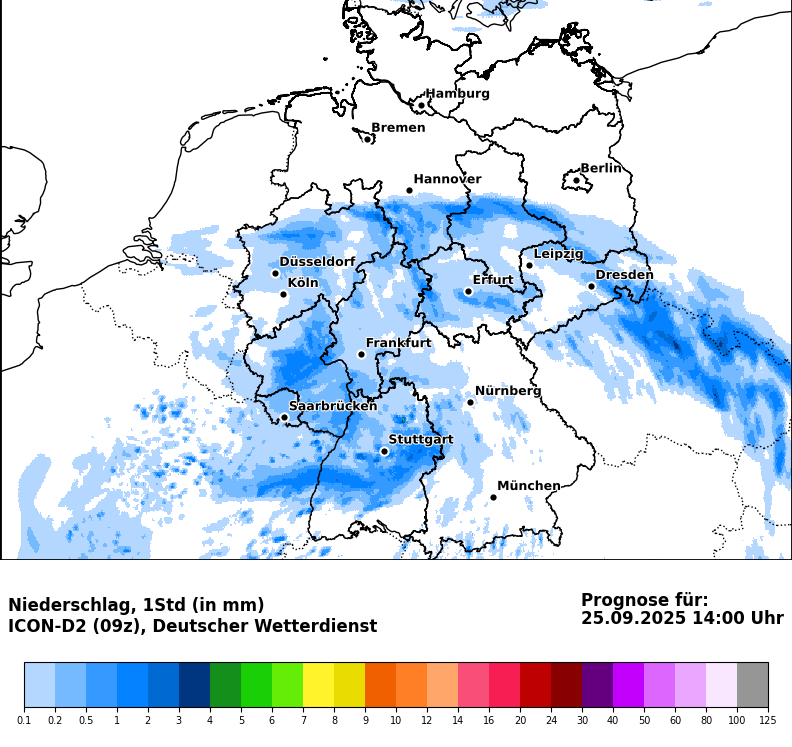 Hamburg
Bremen
Berlin
Hannover
Leipzig
Düsseldorf
Dresden
Erfurt
Köln
Frankfurt
Nürnberg
Saarbrücken
Stuttgart
München
Niederschlag, 1Std (in mm)
ICON-D2 (09z), Deutscher Wetterdienst
Prognose für:
25.09.2025 14:00 Uhr
0.1 0.2 0.5 1 2 3 4 5 6 7 8 9 10 12 14 16 20 24 30 40 50 60 80 100 125